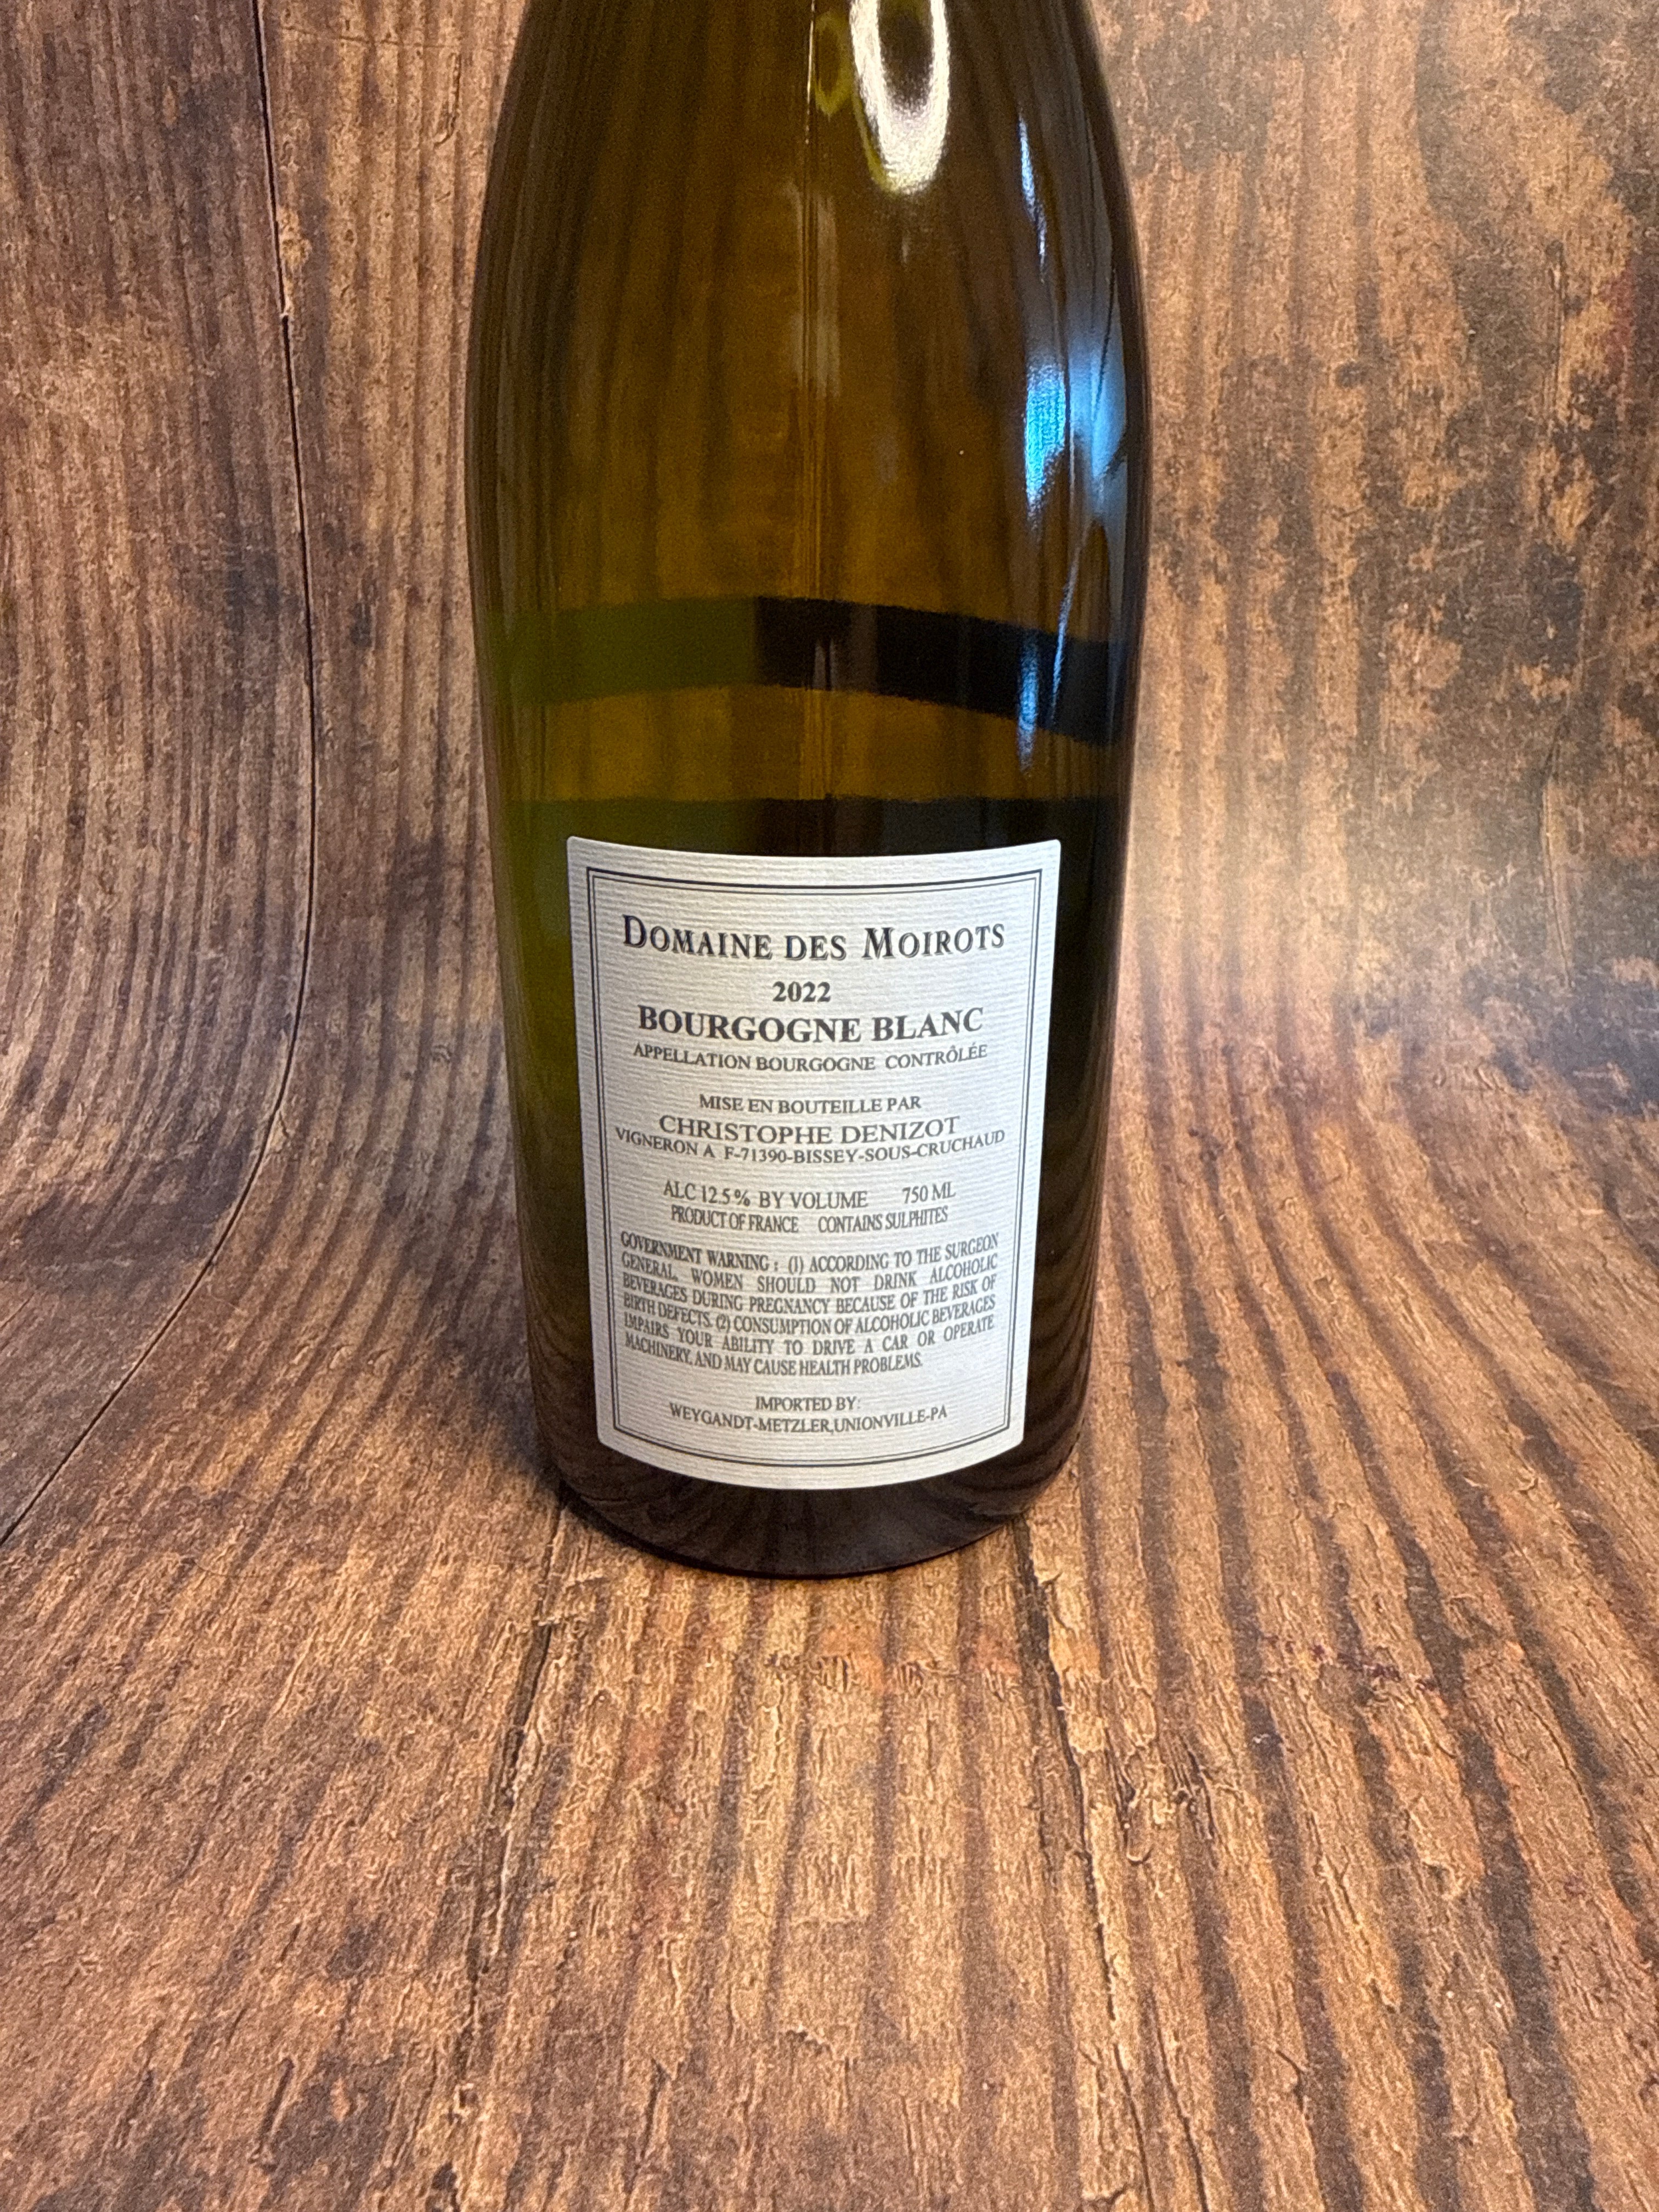 DOMAINE DES MOIROTS
2022
BOURGOGNE BLANC
APPELLATION BOURGOGNE CONTRÔLÉE
MISE EN BOUTEILLE PAR
CHRISTOPHE DENIZOT
VIGNERON A F-71390-BISSEY-SOUS-CRUCHAUD
ALC 12.5 % BY VOLUME 750 ML
PRODUCT OF FRANCE CONTAINS SULPHITES
GOVERNMENT WARNING : (1) ACCORDING TO THE SURGEON
GENERAL, WOMEN SHOULD NOT DRINK ALCOHOLIC
BEVERAGES DURING PREGNANCY BECAUSE OF THE RISK OF
BIRTH DEFECTS. (2) CONSUMPTION OF ALCOHOLIC BEVERAGES
IMPAIRS YOUR ABILITY TO DRIVE A CAR OR OPERATE
MACHINERY, AND MAY CAUSE HEALTH PROBLEMS.
IMPORTED BY:
WEYGANDT-METZLER,UNIONVILLE-PA